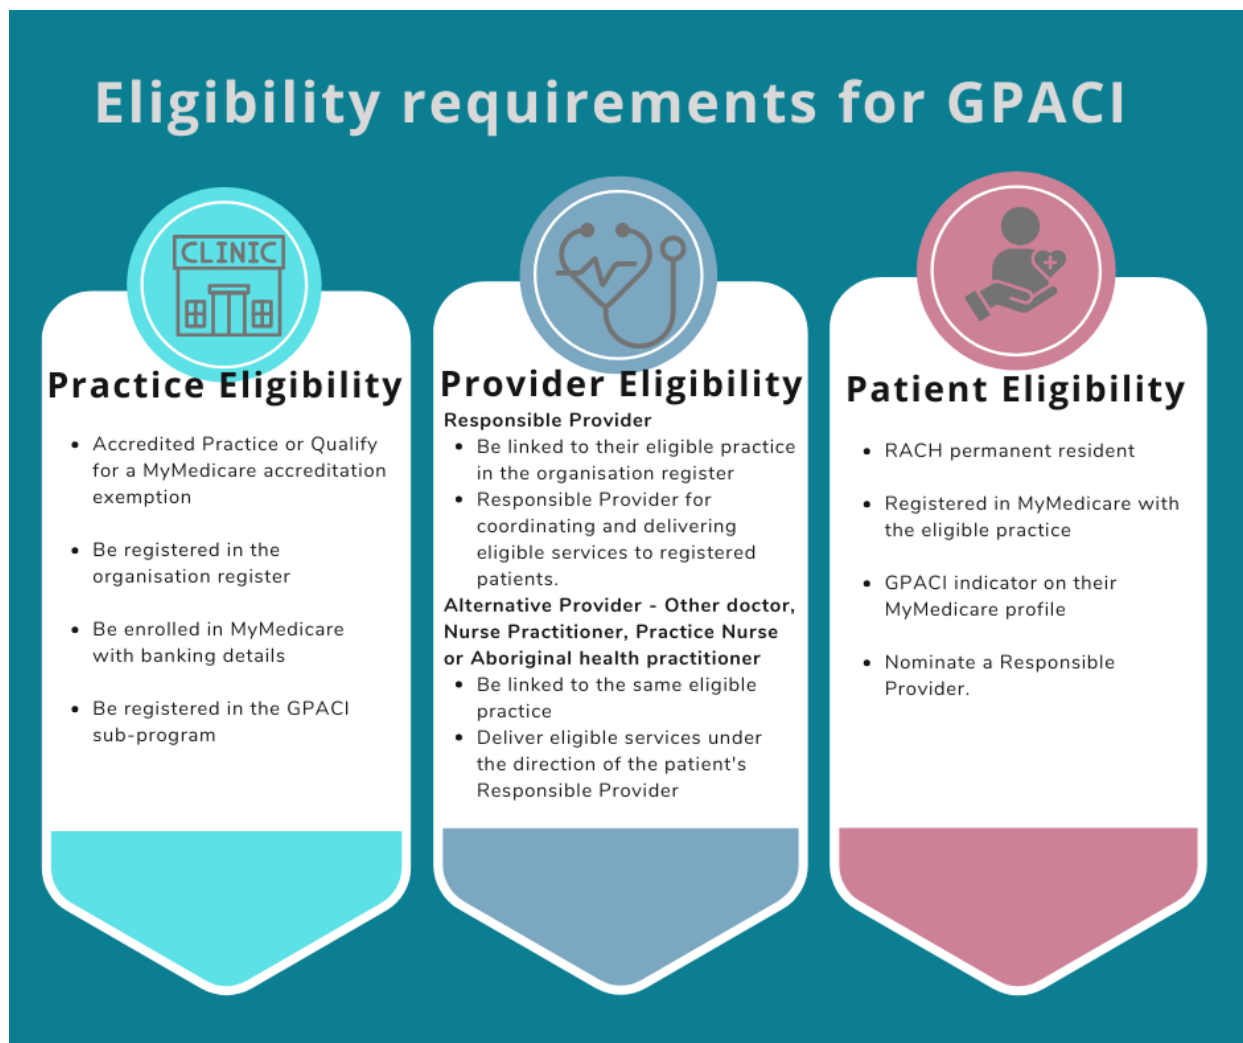 Eligibility requirements for GPACI
CLINIC
Practice Eligibility
• Accredited Practice or Qualify
for a MyMedicare accreditation
exemption
• Be registered in the
organisation register
• Be enrolled in MyMedicare
with banking details
• Be registered in the GPACI
sub-program
Provider Eligibility
Responsible Provider
• Be linked to their eligible practice
in the organisation register
• Responsible Provider for
coordinating and delivering
eligible services to registered
patients.
Alternative Provider - Other doctor,
Nurse Practitioner, Practice Nurse
or Aboriginal health practitioner
• Be linked to the same eligible
practice
• Deliver eligible services under
the direction of the patient's
Responsible Provider
Patient Eligibility
• RACH permanent resident
• Registered in MyMedicare with
the eligible practice
• GPACI indicator on their
MyMedicare profile
• Nominate a Responsible
Provider.